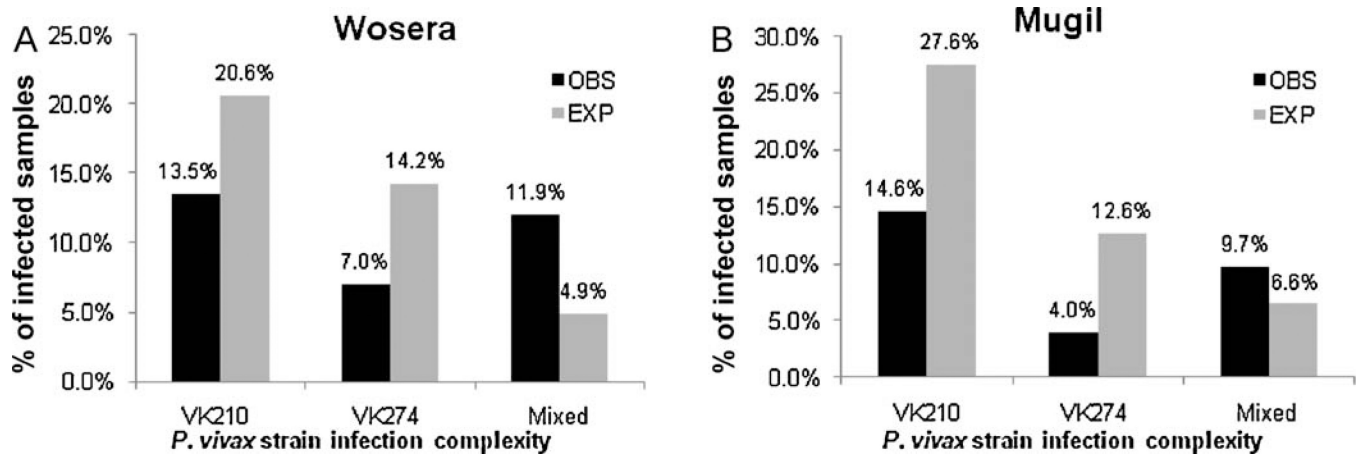 A
Wosera
25.0%
20.0%
15.0%
10.0%
5.0%
0.0%
% of infected samples
20.6%
13.5%
14.2%
7.0%
11.9%
4.9%
OBS
EXP
VK210 VK274 Mixed
P. vivax strain infection complexity
B
Mugil
30.0%
25.0%
20.0%
15.0%
10.0%
5.0%
0.0%
% of infected samples
27.6%
14.6%
12.6%
4.0%
9.7%
6.6%
OBS
EXP
VK210 VK274 Mixed
P. vivax strain infection complexity